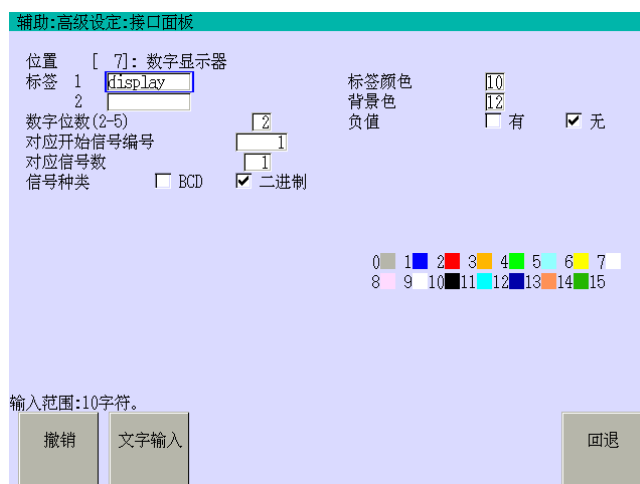 辅助:高级设定:接口面板
位置 [ 7]: 数字显示器
标签 1 display 标签颜色 10
2 背景色 12
数字位数(2-5) 2 负值 有 无
对应开始信号编号 1
对应信号数 1
信号种类 BCD 二进制
0 1 2 3 4 5 6 7
8 9 10 11 12 13 14 15
输入范围:10字符。
撤销 文字输入 回退